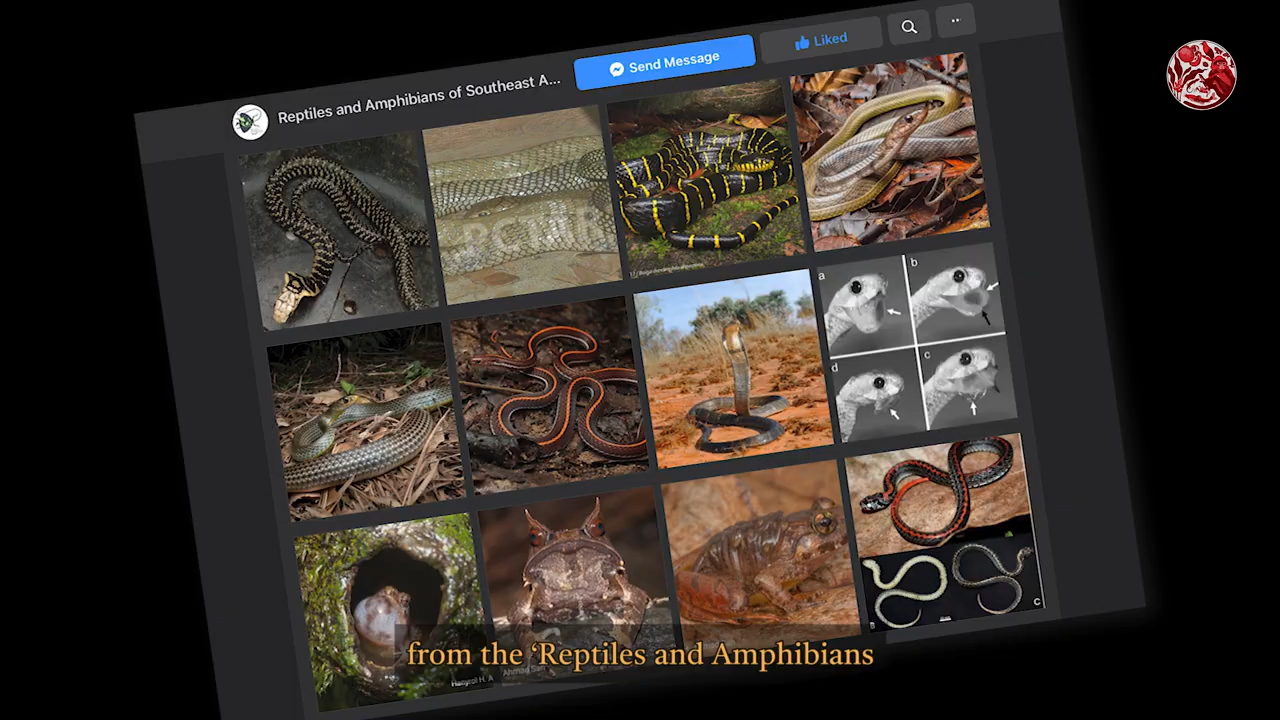 Send Message
Liked
...
Reptiles and Amphibians of Southeast A...
a
b
d
c
C
from the ‘Reptiles and Amphibians